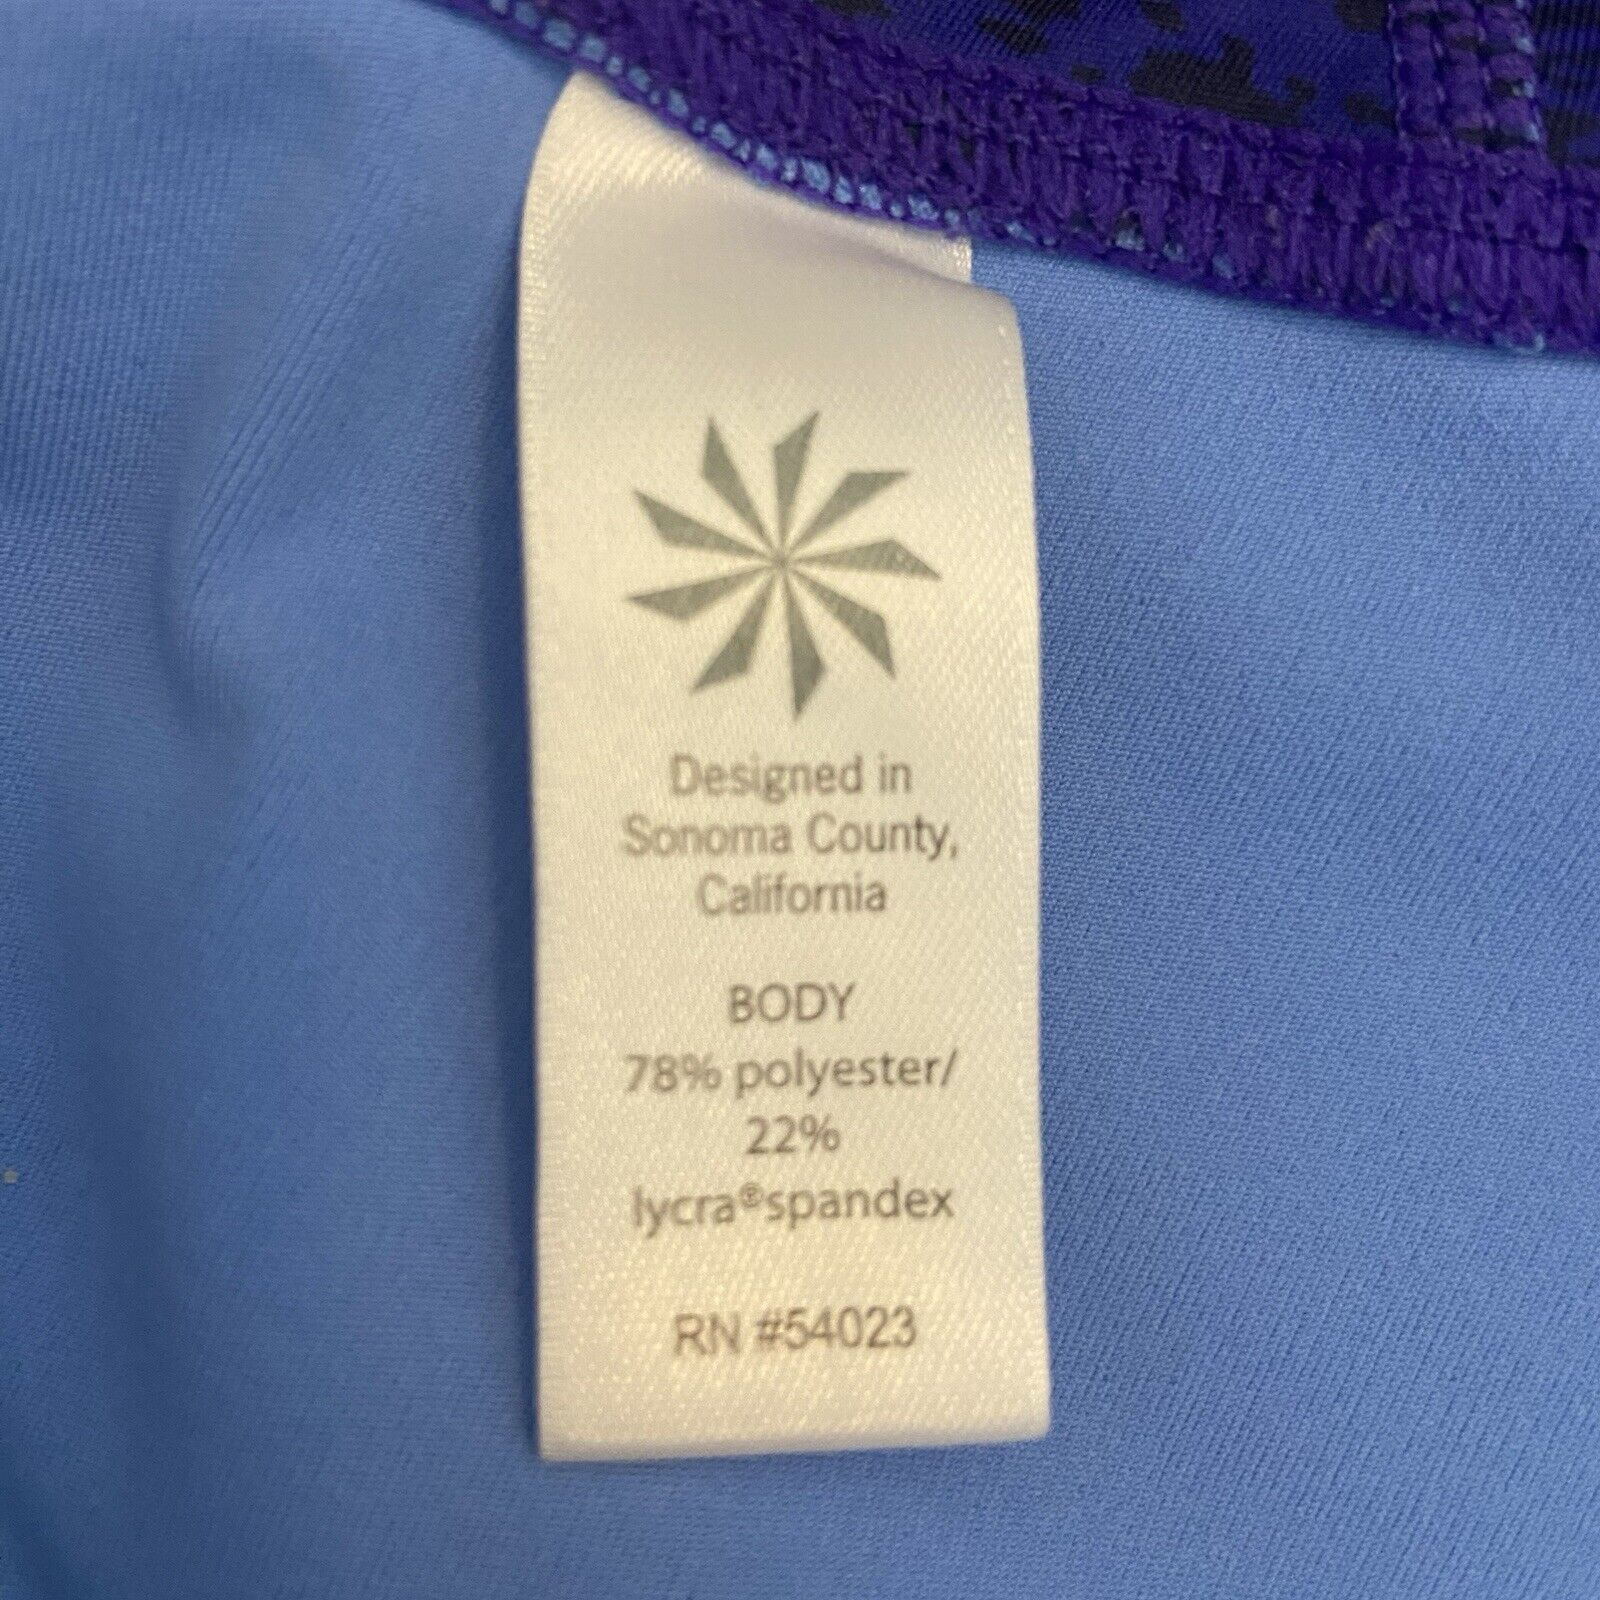 Designed in
Sonoma County,
California
BODY
78% polyester/
22%
lycra®spandex
RN #54023